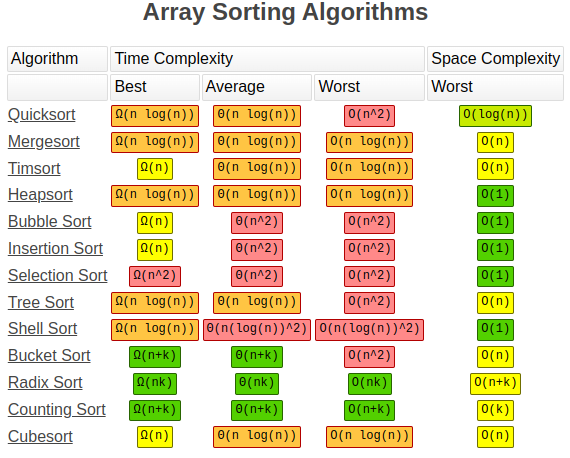 Array Sorting Algorithms
Algorithm Time Complexity Space Complexity
Best Average Worst Worst
Quicksort Ω(n log(n)) Θ(n log(n)) O(n^2) O(log(n))
Mergesort Ω(n log(n)) Θ(n log(n)) O(n log(n)) O(n)
Timsort Ω(n) Θ(n log(n)) O(n log(n)) O(n)
Heapsort Ω(n log(n)) Θ(n log(n)) O(n log(n)) O(1)
Bubble Sort Ω(n) Θ(n^2) O(n^2) O(1)
Insertion Sort Ω(n) Θ(n^2) O(n^2) O(1)
Selection Sort Ω(n^2) Θ(n^2) O(n^2) O(1)
Tree Sort Ω(n log(n)) Θ(n log(n)) O(n^2) O(n)
Shell Sort Ω(n log(n)) Θ(n(log(n))^2) O(n(log(n))^2) O(1)
Bucket Sort Ω(n+k) Θ(n+k) O(n^2) O(n)
Radix Sort Ω(nk) Θ(nk) O(nk) O(n+k)
Counting Sort Ω(n+k) Θ(n+k) O(n+k) O(k)
Cubesort Ω(n) Θ(n log(n)) O(n log(n)) O(n)